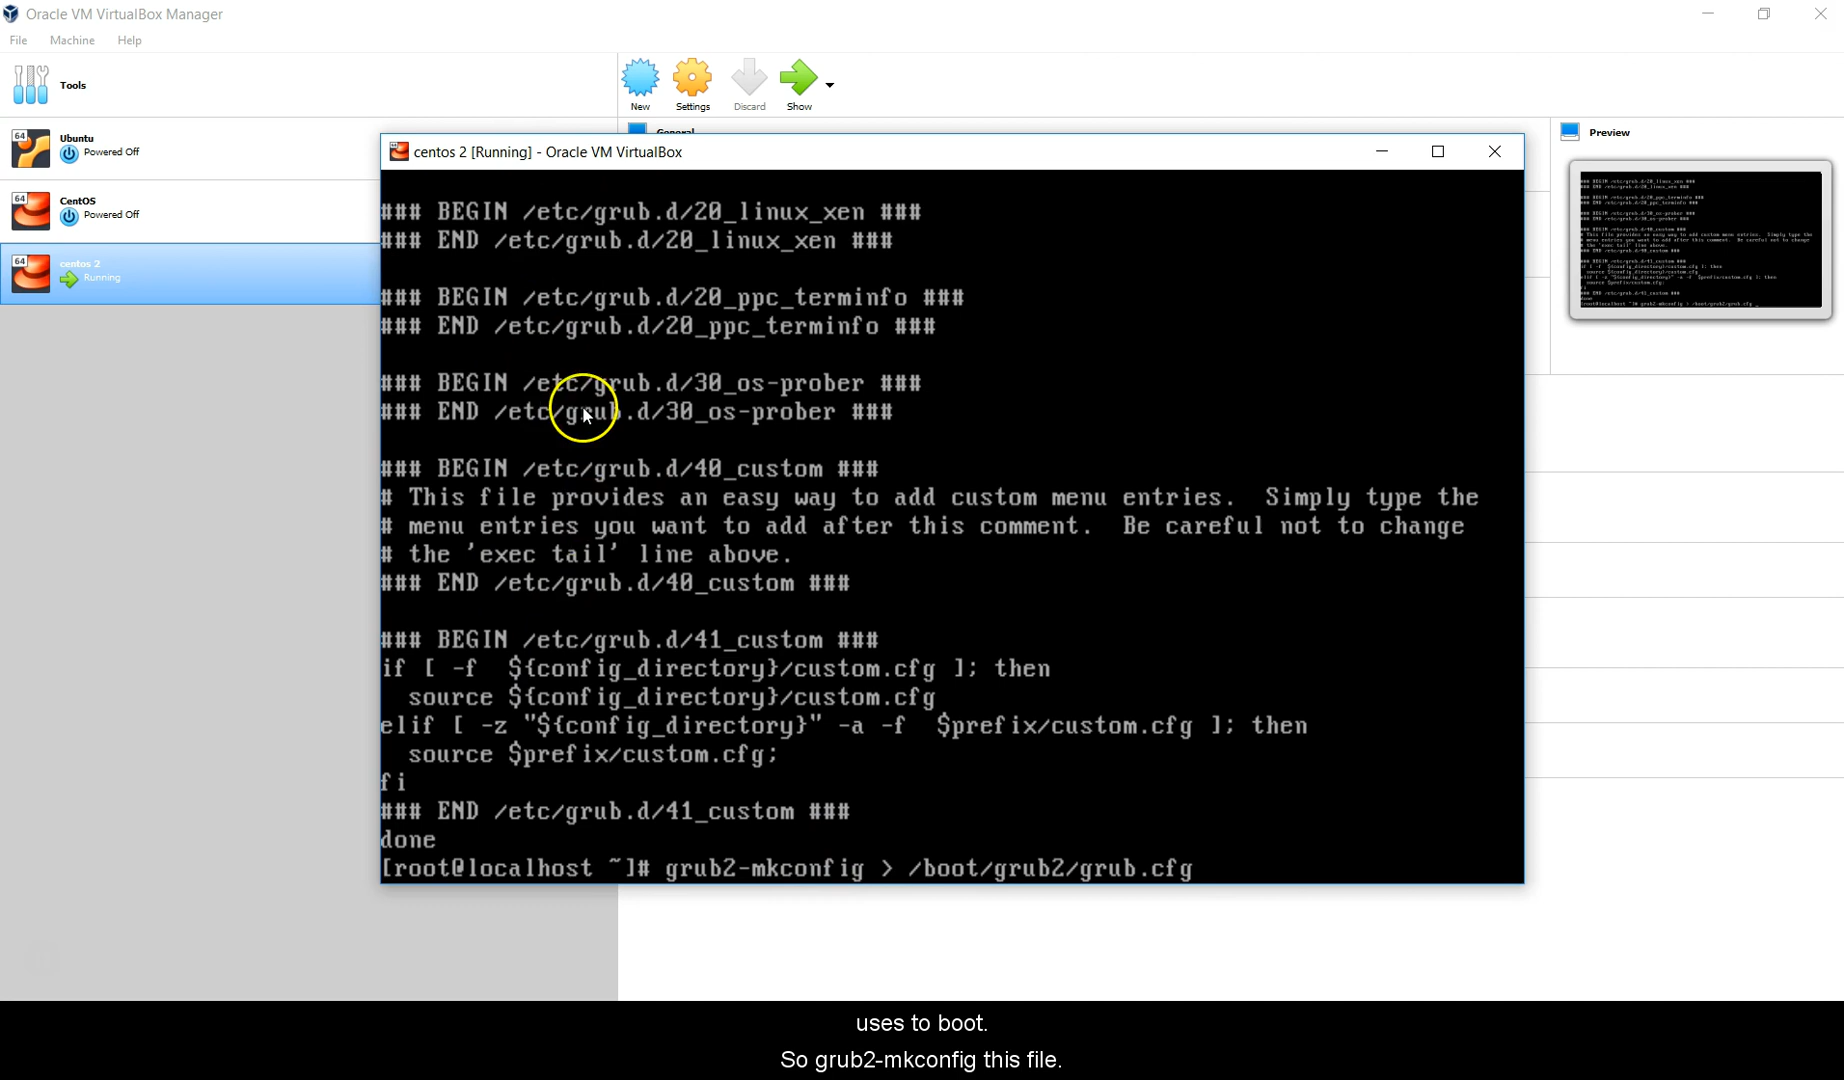 Oracle VM VirtualBox Manager
File Machine Help
Tools
New Settings Discard Show
64 Ubuntu
Powered Off
64 CentOS
Powered Off
64 centos 2
Running
General
Preview
centos 2 [Running] - Oracle VM VirtualBox
### BEGIN /etc/grub.d/20_linux_xen ###
### END /etc/grub.d/20_linux_xen ###
### BEGIN /etc/grub.d/20_ppc_terminfo ###
### END /etc/grub.d/20_ppc_terminfo ###
### BEGIN /etc/grub.d/30_os-prober ###
### END /etc/grub.d/30_os-prober ###
### BEGIN /etc/grub.d/40_custom ###
# This file provides an easy way to add custom menu entries.  Simply type the
# menu entries you want to add after this comment.  Be careful not to change
# the 'exec tail' line above.
### END /etc/grub.d/40_custom ###
### BEGIN /etc/grub.d/41_custom ###
if [ -f  ${config_directory}/custom.cfg ]; then
  source ${config_directory}/custom.cfg
elif [ -z "${config_directory}" -a -f  $prefix/custom.cfg ]; then
  source $prefix/custom.cfg;
fi
### END /etc/grub.d/41_custom ###
done
[root@localhost ~]# grub2-mkconfig > /boot/grub2/grub.cfg
uses to boot.
So grub2-mkconfig this file.